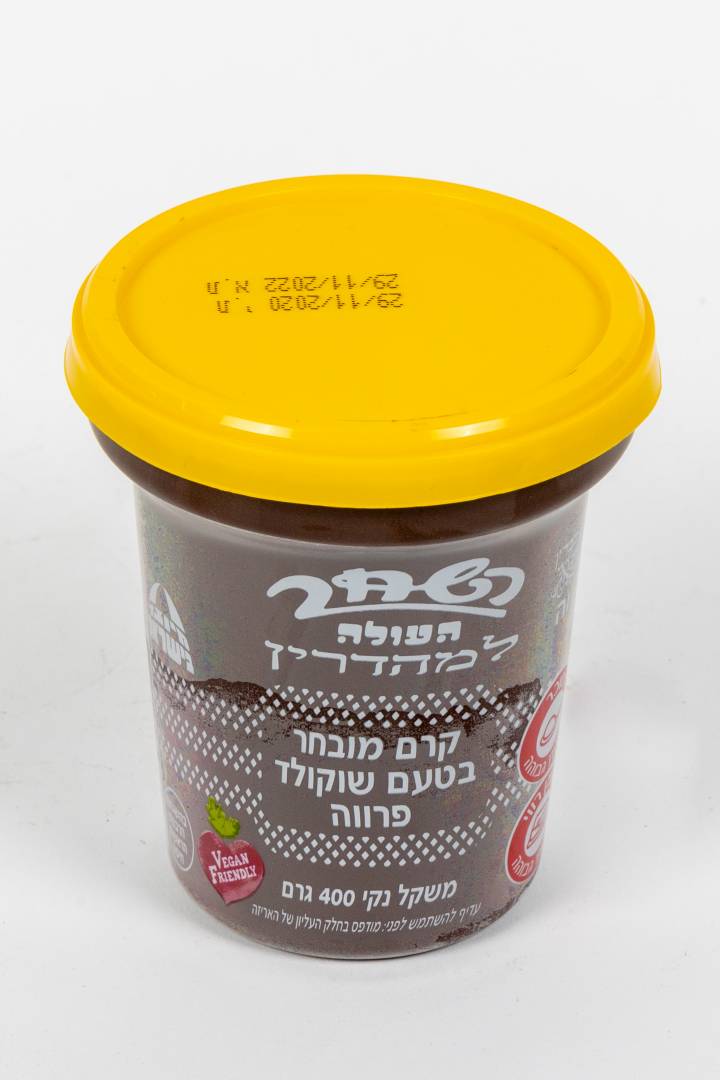 29/11/2020 ת.י
29/11/2022 ת.א
השחר
העולה
למהדרין
קרם מובחר
בטעם שוקולד
פרווה
VEGAN
FRIENDLY
משקל נקי 400 גרם
עדיף להשתמש לפני: מודפס בחלק העליון של האריזה